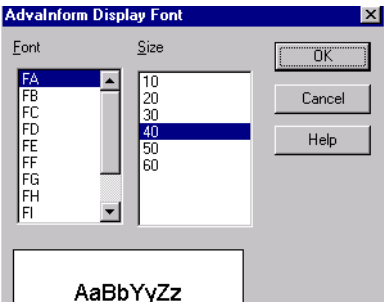 AdvaInform Display Font
Font
Size
OK
Cancel
Help
FA
FB
FC
FD
FE
FF
FG
FH
FI
10
20
30
40
50
60
AaBbYyZz